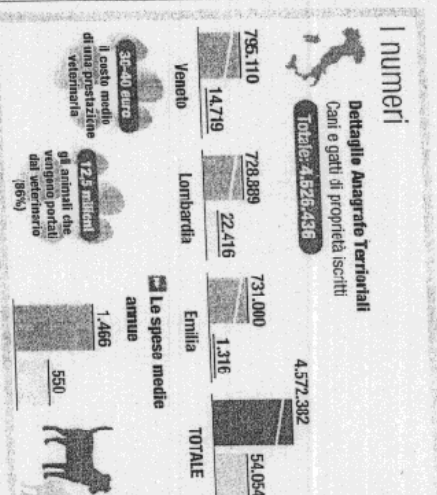 I numeri
Dettaglio Anagrafe Territoriali
Cani e gatti di proprietà iscritti
Totale: 4.526.436
795.110
14.719
Veneto
728.889
22.416
Lombardia
731.000
1.316
Emilia
4.572.382
54.054
TOTALE
30-40 euro
il costo medio
di una prestazione
veterinaria
12,5 milioni
gli animali che
vengono portati
dal veterinario
(86%)
Le spese medie
annue
1.466
550